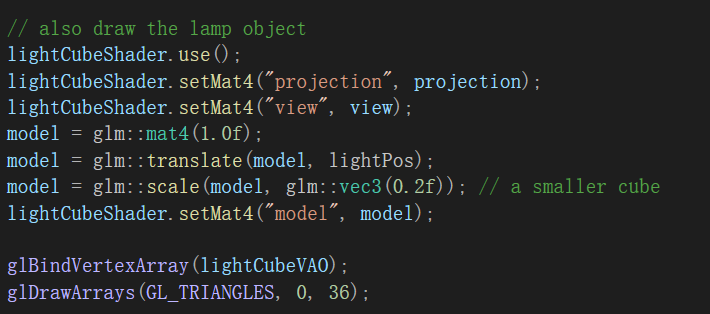 // also draw the lamp object
lightCubeShader.use();
lightCubeShader.setMat4("projection", projection);
lightCubeShader.setMat4("view", view);
model = glm::mat4(1.0f);
model = glm::translate(model, lightPos);
model = glm::scale(model, glm::vec3(0.2f)); // a smaller cube
lightCubeShader.setMat4("model", model);
glBindVertexArray(lightCubeVAO);
glDrawArrays(GL_TRIANGLES, 0, 36);